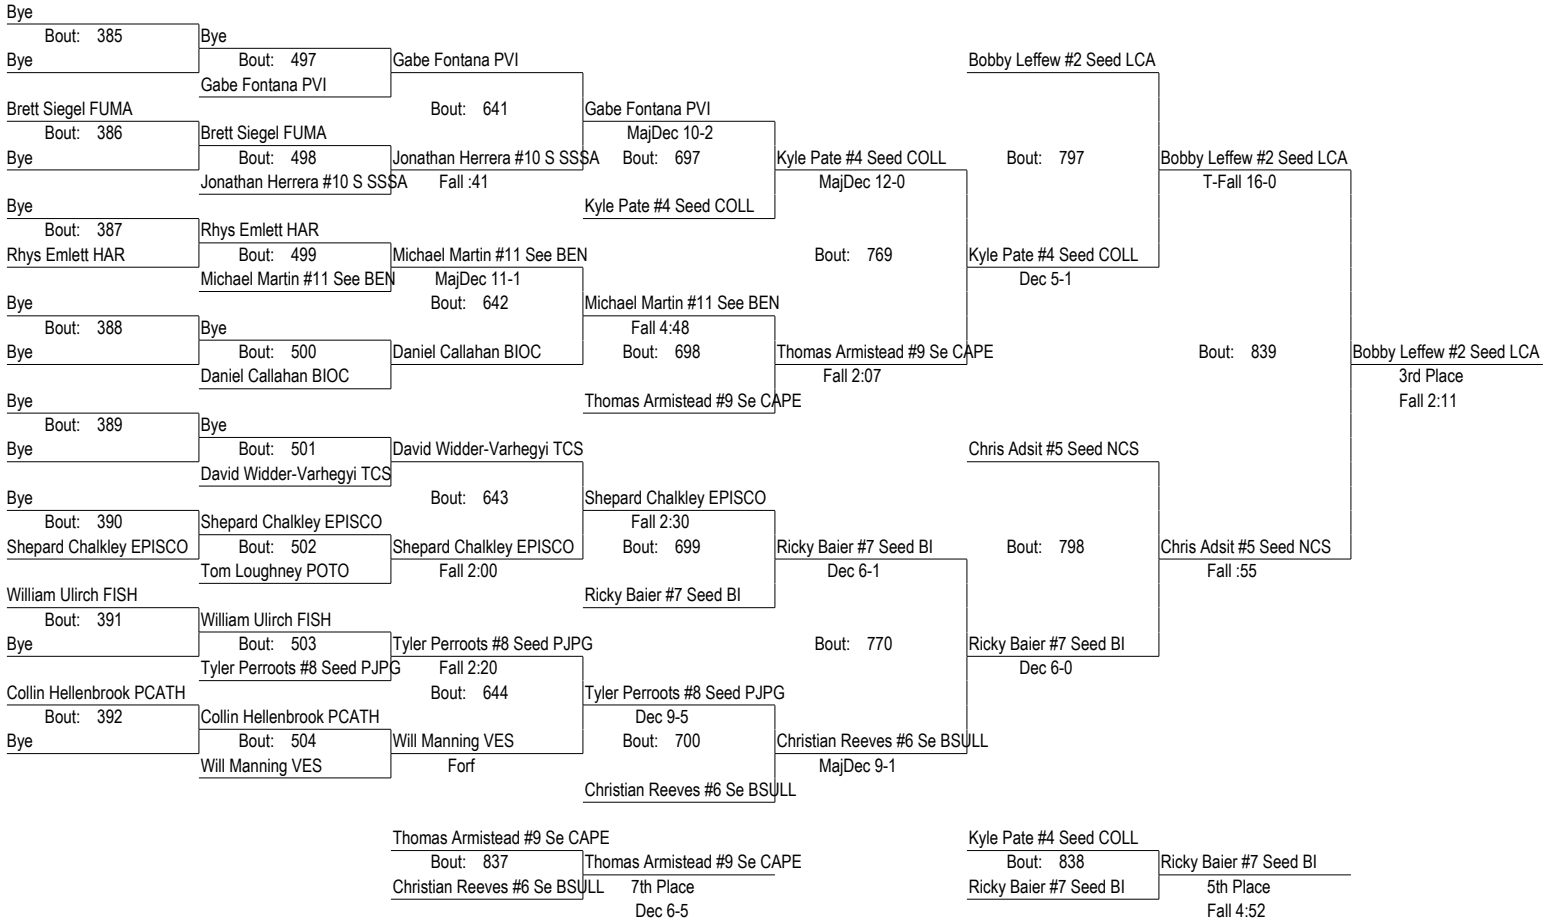 Bye
Bout: 385
Bye
Bye
Bout: 497
Gabe Fontana PVI
Gabe Fontana PVI
Bobby Leffew #2 Seed LCA
Brett Siegel FUMA
Bout: 641
Gabe Fontana PVI
Bout: 386
Brett Siegel FUMA
MajDec 10-2
Bye
Bout: 498
Jonathan Herrera #10 S SSSA
Bout: 697
Kyle Pate #4 Seed COLL
Bout: 797
Bobby Leffew #2 Seed LCA
Jonathan Herrera #10 S SSSA
Fall :41
MajDec 12-0
T-Fall 16-0
Bye
Kyle Pate #4 Seed COLL
Bout: 387
Rhys Emlett HAR
Rhys Emlett HAR
Bout: 499
Michael Martin #11 See BEN
Bout: 769
Kyle Pate #4 Seed COLL
Michael Martin #11 See BEN
MajDec 11-1
Dec 5-1
Bye
Bout: 642
Michael Martin #11 See BEN
Bout: 388
Bye
Fall 4:48
Bye
Bout: 500
Daniel Callahan BIOC
Bout: 698
Thomas Armistead #9 Se CAPE
Bout: 839
Bobby Leffew #2 Seed LCA
Daniel Callahan BIOC
Fall 2:07
3rd Place
Bye
Thomas Armistead #9 Se CAPE
Fall 2:11
Bout: 389
Bye
Bye
Bout: 501
David Widder-Varhegyi TCS
Chris Adsit #5 Seed NCS
David Widder-Varhegyi TCS
Bye
Bout: 643
Shepard Chalkley EPISCO
Bout: 390
Shepard Chalkley EPISCO
Fall 2:30
Shepard Chalkley EPISCO
Bout: 502
Shepard Chalkley EPISCO
Bout: 699
Ricky Baier #7 Seed BI
Bout: 798
Chris Adsit #5 Seed NCS
Tom Loughney POTO
Fall 2:00
Dec 6-1
Fall :55
William Ulirch FISH
Ricky Baier #7 Seed BI
Bout: 391
William Ulirch FISH
Bye
Bout: 503
Tyler Perroots #8 Seed PJPG
Bout: 770
Ricky Baier #7 Seed BI
Tyler Perroots #8 Seed PJPG
Fall 2:20
Dec 6-0
Collin Hellenbrook PCATH
Bout: 644
Tyler Perroots #8 Seed PJPG
Bout: 392
Collin Hellenbrook PCATH
Dec 9-5
Bye
Bout: 504
Will Manning VES
Bout: 700
Christian Reeves #6 Se BSULL
Will Manning VES
Forf
MajDec 9-1
Christian Reeves #6 Se BSULL
Thomas Armistead #9 Se CAPE
Kyle Pate #4 Seed COLL
Bout: 837
Thomas Armistead #9 Se CAPE
Bout: 838
Ricky Baier #7 Seed BI
Christian Reeves #6 Se BSULL
7th Place
Ricky Baier #7 Seed BI
5th Place
Dec 6-5
Fall 4:52